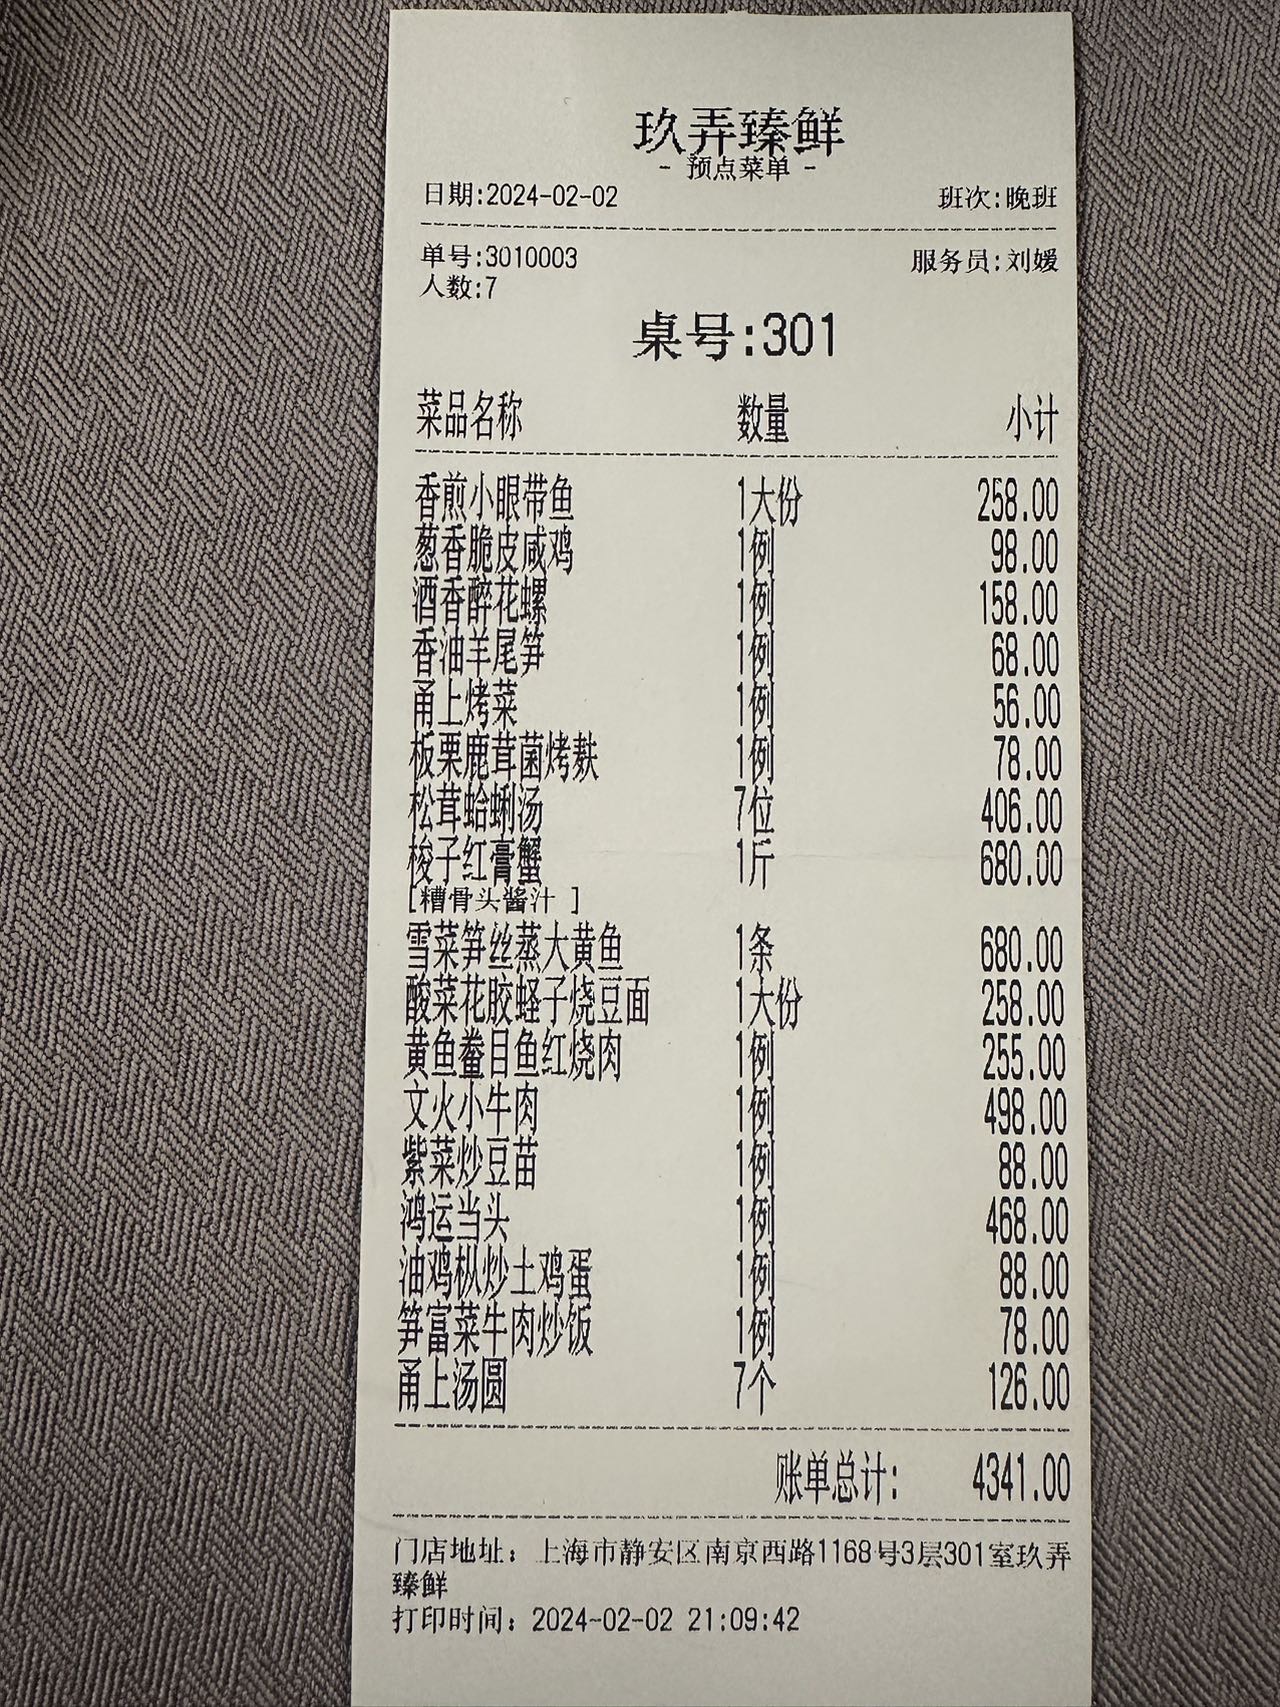 玖弄臻鲜
- 预点菜单 -
日期:2024-02-02 班次:晚班
单号:3010003 服务员:刘媛
人数:7
桌号:301
菜品名称 数量 小计
香煎小眼带鱼 1大份 258.00
葱香脆皮咸鸡 1例 98.00
酒香醉花螺 1例 158.00
香油羊尾笋 1例 68.00
甬上烤菜 1例 56.00
板栗鹿茸菌烤麸 1例 78.00
松茸蛤蜊汤 7位 406.00
梭子红膏蟹 1斤 680.00
[糟骨头酱汁 ]
雪菜笋丝蒸大黄鱼 1条 680.00
酸菜花胶蛏子烧豆面 1大份 258.00
黄鱼鲞目鱼红烧肉 1例 255.00
文火小牛肉 1例 498.00
紫菜炒豆苗 1例 88.00
鸿运当头 1例 468.00
油鸡枞炒土鸡蛋 1例 88.00
笋富菜牛肉炒饭 1例 78.00
甬上汤圆 7个 126.00
账单总计: 4341.00
门店地址：上海市静安区南京西路1168号3层301室玖弄
臻鲜
打印时间：2024-02-02 21:09:42